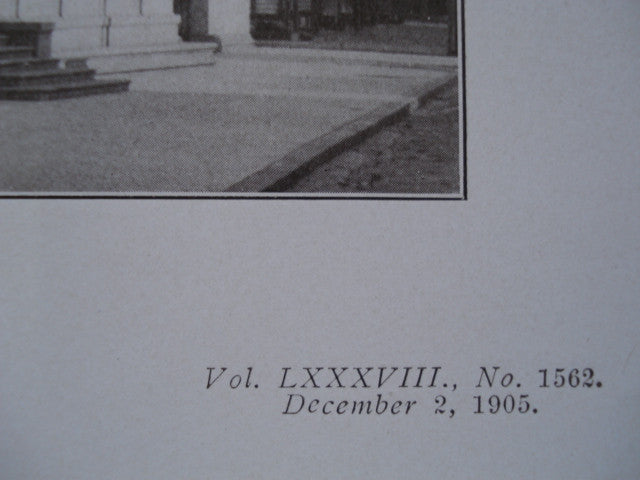 Vol. LXXXVIII., No. 1562.
December 2, 1905.